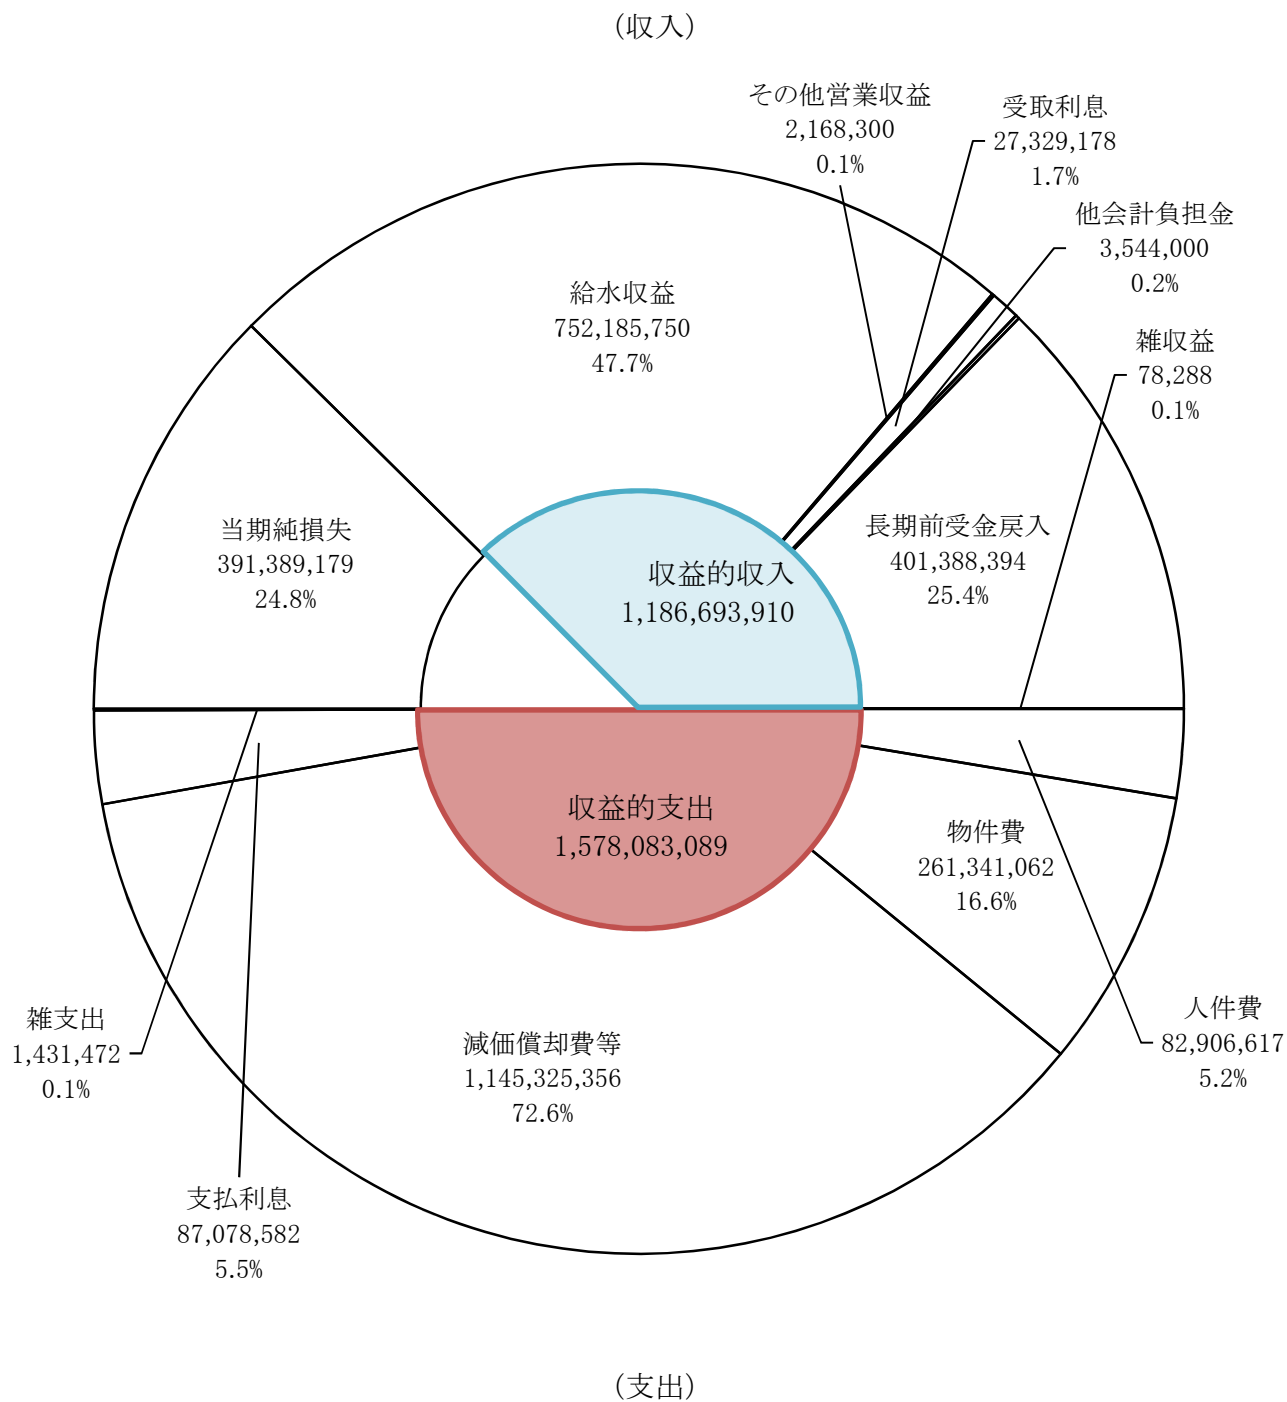 (収入)
その他営業収益
2,168,300
0.1%
受取利息
27,329,178
1.7%
他会計負担金
3,544,000
0.2%
給水収益
752,185,750
47.7%
雑収益
78,288
0.1%
当期純損失
391,389,179
24.8%
長期前受金戻入
401,388,394
25.4%
収益的収入
1,186,693,910
収益的支出
1,578,083,089
物件費
261,341,062
16.6%
人件費
82,906,617
5.2%
雑支出
1,431,472
0.1%
減価償却費等
1,145,325,356
72.6%
支払利息
87,078,582
5.5%
(支出)